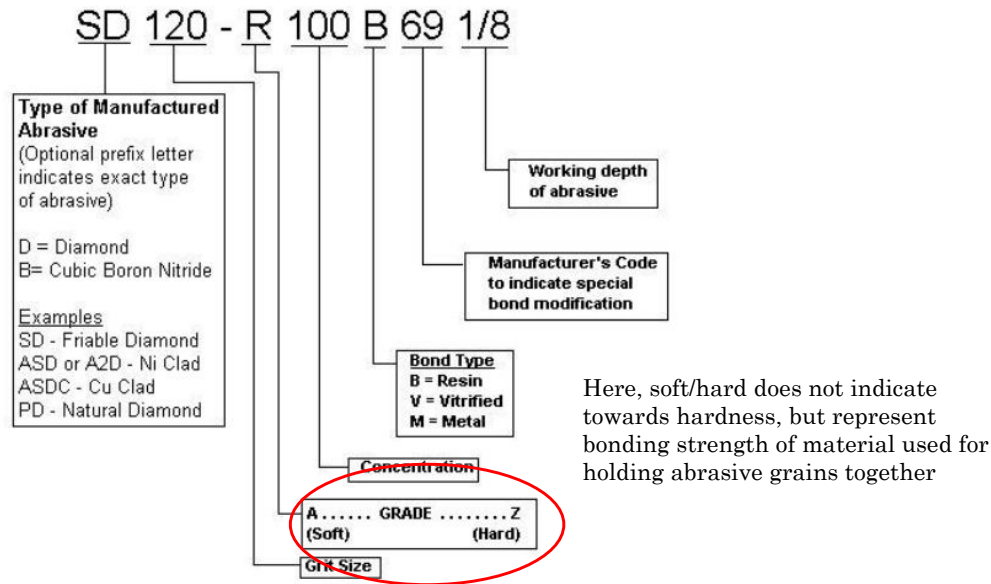 SD 120 - R 100 B 69 1/8
Type of Manufactured
Abrasive
(Optional prefix letter
indicates exact type
of abrasive)
D = Diamond
B= Cubic Boron Nitride
Examples
SD - Friable Diamond
ASD or A2D - Ni Clad
ASDC - Cu Clad
PD - Natural Diamond
Working depth
of abrasive
Manufacturer's Code
to indicate special
bond modification
Bond Type
B = Resin
V = Vitrified
M = Metal
Here, soft/hard does not indicate
towards hardness, but represent
bonding strength of material used for
holding abrasive grains together
Concentration
A...... GRADE ........Z
(Soft) (Hard)
Grit Size